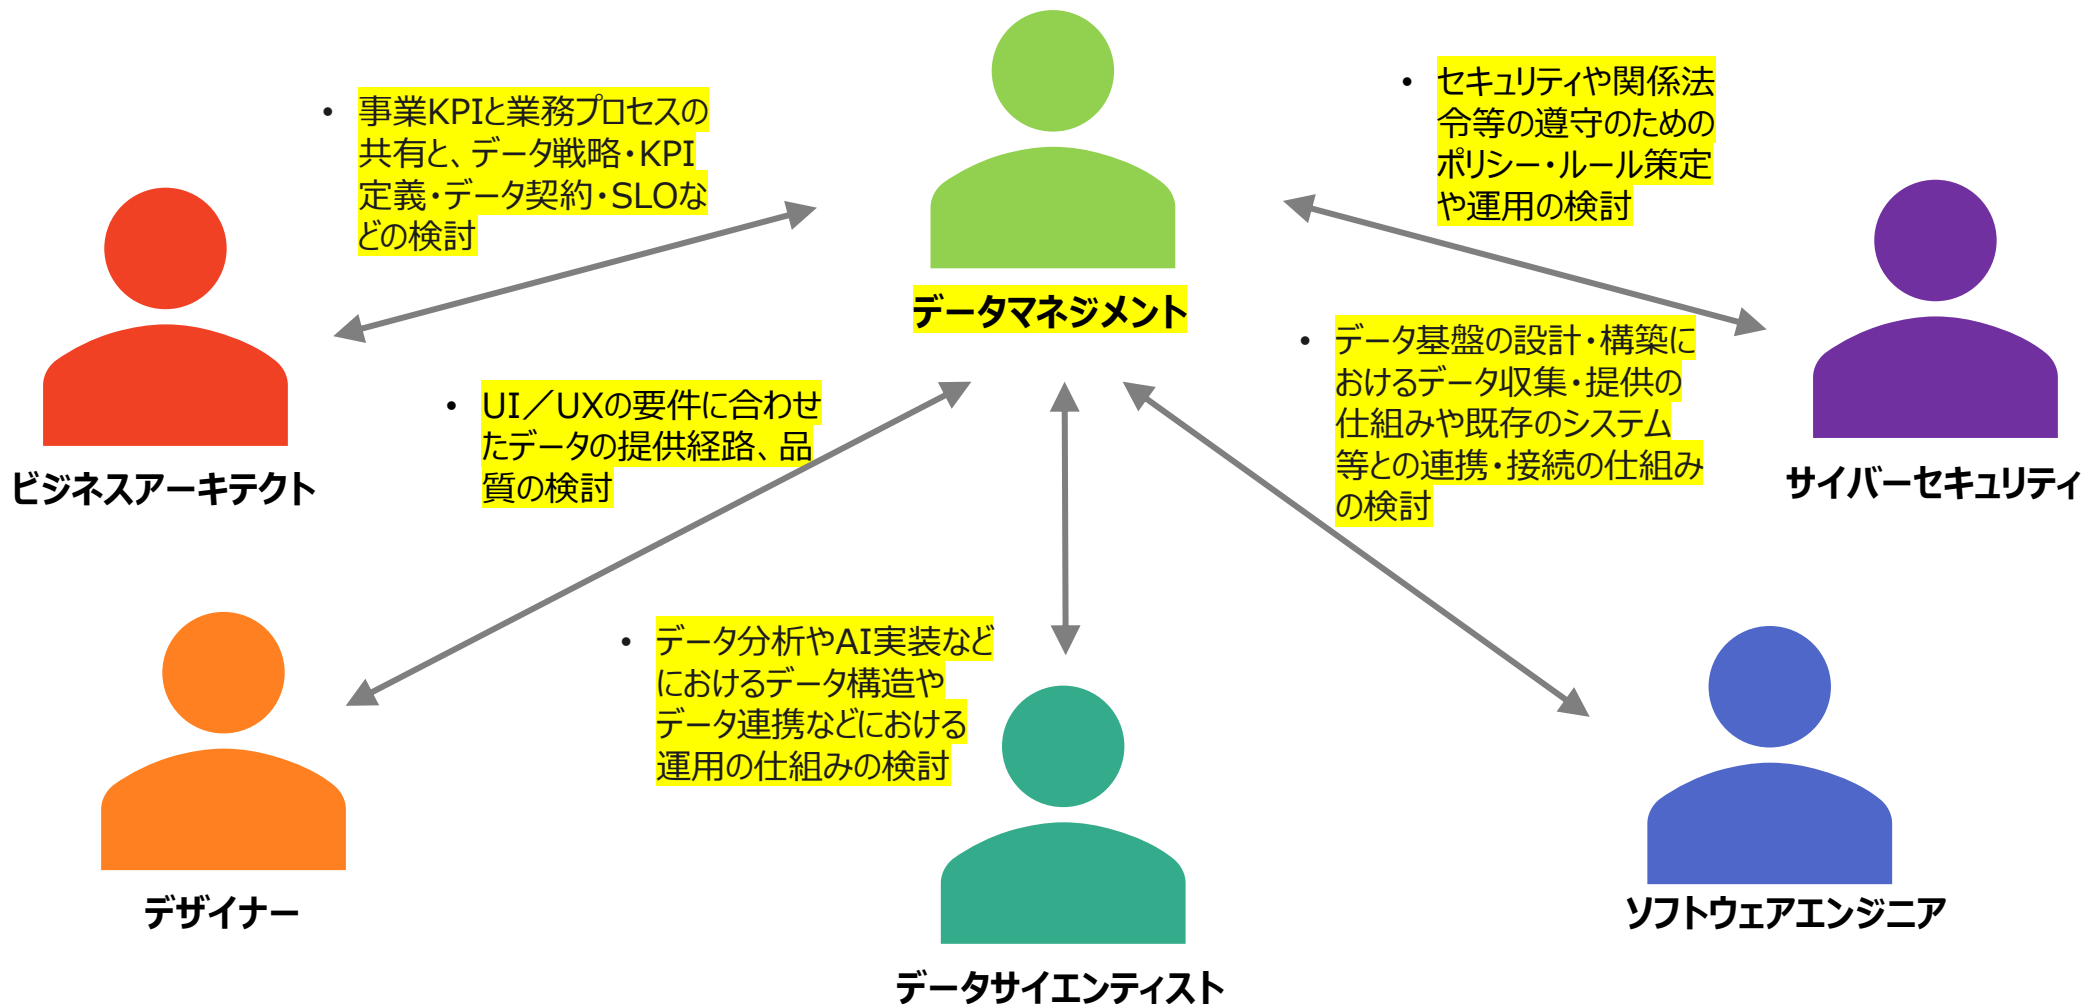 • 事業KPIと業務プロセスの
共有と、データ戦略・KPI
定義・データ契約・SLOな
どの検討
• セキュリティや関係法
令等の遵守のための
ポリシー・ルール策定
や運用の検討
データマネジメント
• データ基盤の設計・構築に
おけるデータ収集・提供の
仕組みや既存のシステム
等との連携・接続の仕組み
の検討
• UI／UXの要件に合わせ
たデータの提供経路、品
質の検討
ビジネスアーキテクト
サイバーセキュリティ
• データ分析やAI実装など
におけるデータ構造や
データ連携などにおける
運用の仕組みの検討
デザイナー
ソフトウェアエンジニア
データサイエンティスト